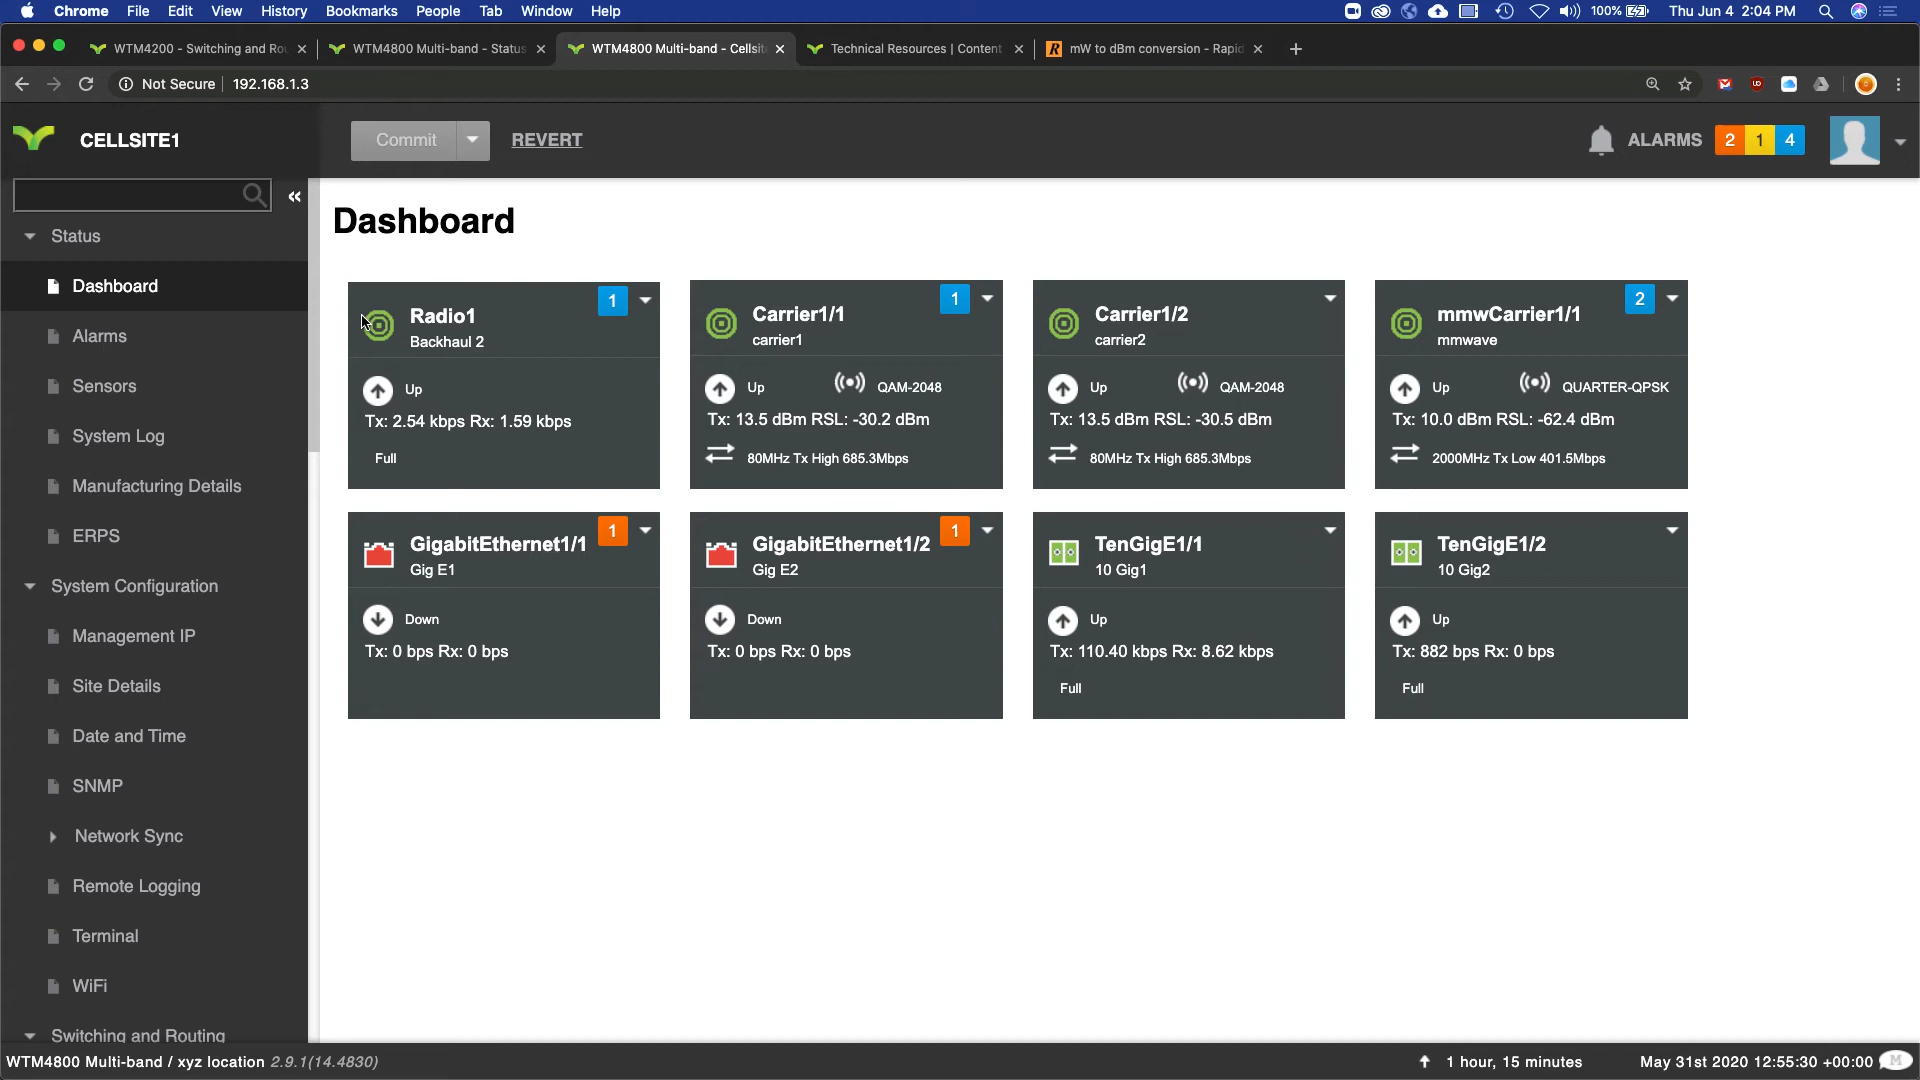 Chrome File Edit View History Bookmarks People Tab Window Help 100% Thu Jun 4 2:04 PM
WTM4200 - Switching and Ro WTM4800 Multi-band - Status WTM4800 Multi-band - Cellsit Technical Resources | Content R mW to dBm conversion - Rapid
Not Secure 192.168.1.3
CELLSITE1 Commit REVERT ALARMS 2 1 4
Status
Dashboard
Alarms
Sensors
System Log
Manufacturing Details
ERPS
System Configuration
Management IP
Site Details
Date and Time
SNMP
Network Sync
Remote Logging
Terminal
WiFi
Switching and Routing
Dashboard
Radio1 1
Backhaul 2
Up
Tx: 2.54 kbps Rx: 1.59 kbps
Full
Carrier1/1 1
carrier1
Up QAM-2048
Tx: 13.5 dBm RSL: -30.2 dBm
80MHz Tx High 685.3Mbps
Carrier1/2
carrier2
Up QAM-2048
Tx: 13.5 dBm RSL: -30.5 dBm
80MHz Tx High 685.3Mbps
mmwCarrier1/1 2
mmwave
Up QUARTER-QPSK
Tx: 10.0 dBm RSL: -62.4 dBm
2000MHz Tx Low 401.5Mbps
GigabitEthernet1/1 1
Gig E1
Down
Tx: 0 bps Rx: 0 bps
GigabitEthernet1/2 1
Gig E2
Down
Tx: 0 bps Rx: 0 bps
TenGigE1/1
10 Gig1
Up
Tx: 110.40 kbps Rx: 8.62 kbps
Full
TenGigE1/2
10 Gig2
Up
Tx: 882 bps Rx: 0 bps
Full
WTM4800 Multi-band / xyz location 2.9.1(14.4830) 1 hour, 15 minutes May 31st 2020 12:55:30 +00:00 M